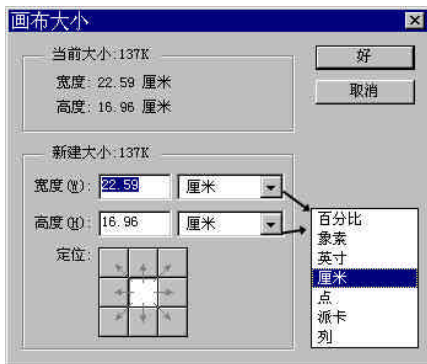 画布大小
当前大小:137K
宽度: 22.59 厘米
高度: 16.96 厘米
好
取消
新建大小:137K
宽度(W): 22.59 厘米
高度(H): 16.96 厘米
定位:
百分比
象素
英寸
厘米
点
派卡
列